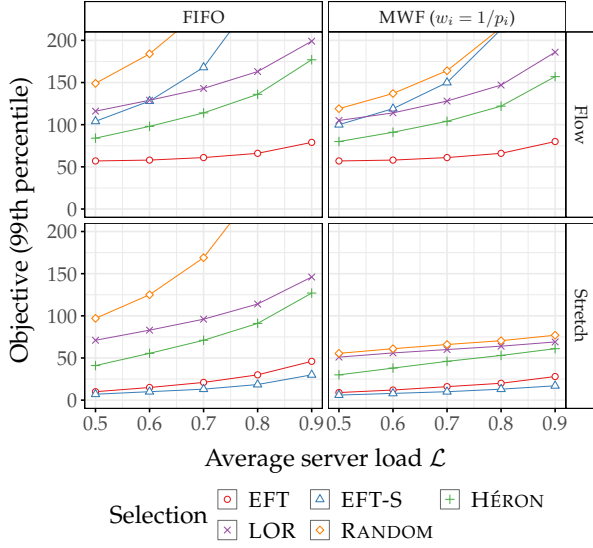 FIFO
MWF (wi = 1/pi)
Objective (99th percentile)
200
150
100
50
0
Flow
200
150
100
50
0
Stretch
0.5 0.6 0.7 0.8 0.9 0.5 0.6 0.7 0.8 0.9
Average server load ℒ
Selection
EFT EFT-S HÉRON
LOR RANDOM